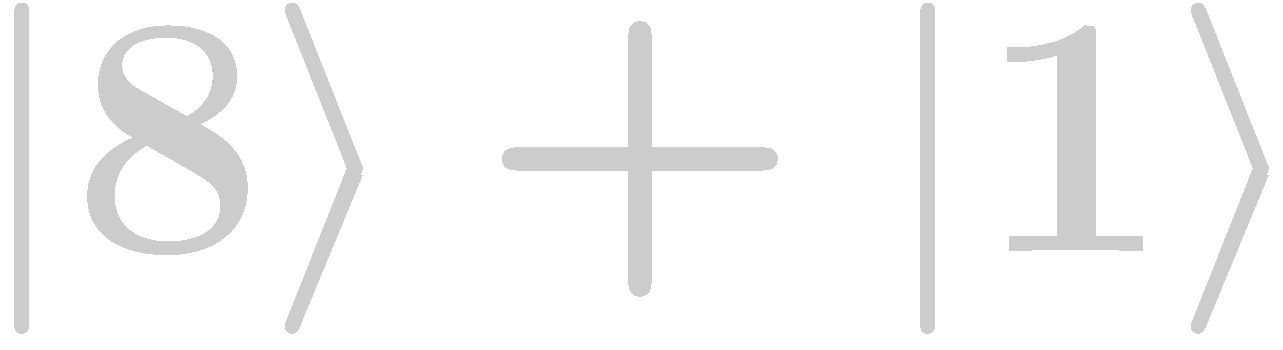 |8⟩ + |1⟩